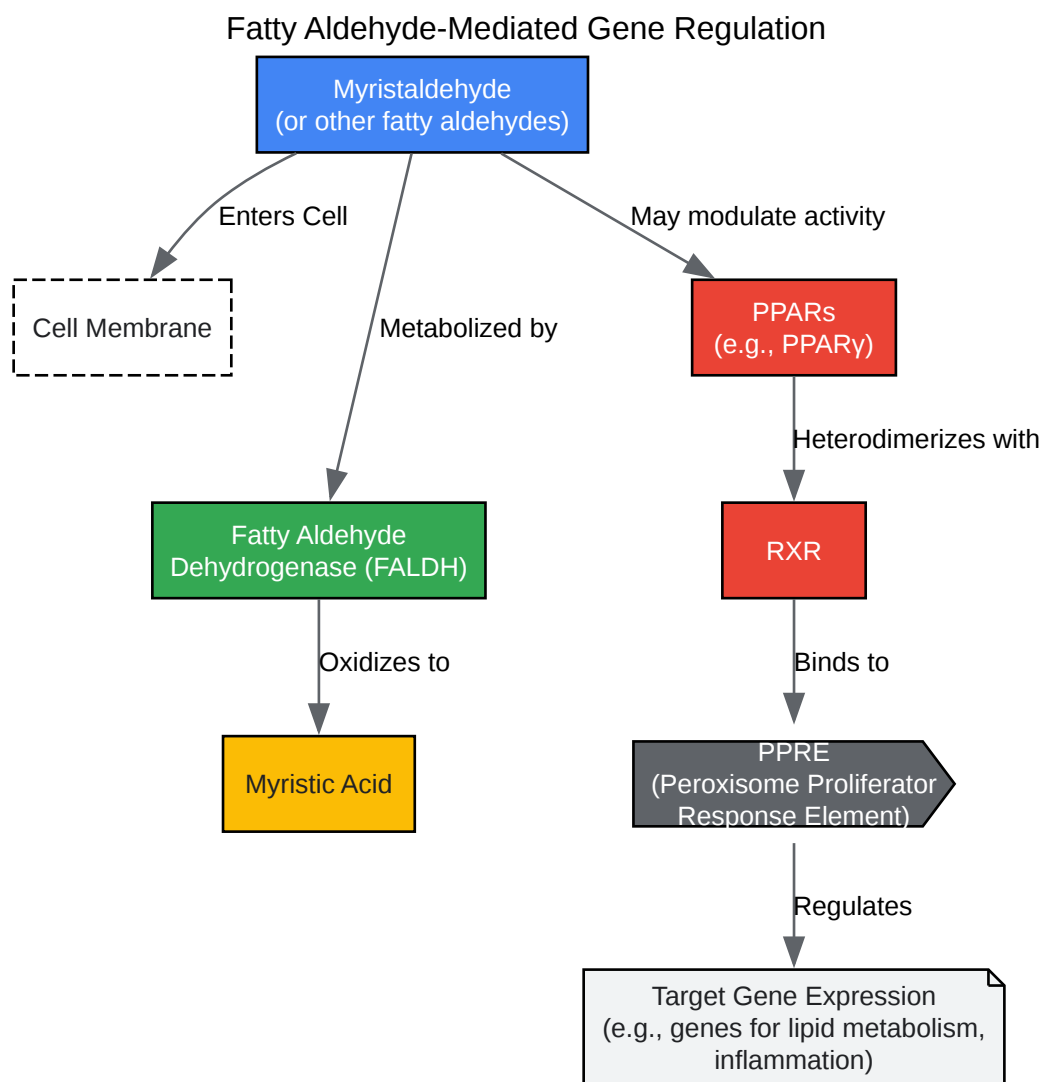 Fatty Aldehyde-Mediated Gene Regulation
Myristaldehyde
(or other fatty aldehydes)
Enters Cell
May modulate activity
Cell Membrane
Metabolized by
PPARs
(e.g., PPARγ)
Heterodimerizes with
Fatty Aldehyde
Dehydrogenase (FALDH)
RXR
Oxidizes to
Binds to
Myristic Acid
PPRE
(Peroxisome Proliferator
Response Element)
Regulates
Target Gene Expression
(e.g., genes for lipid metabolism,
inflammation)